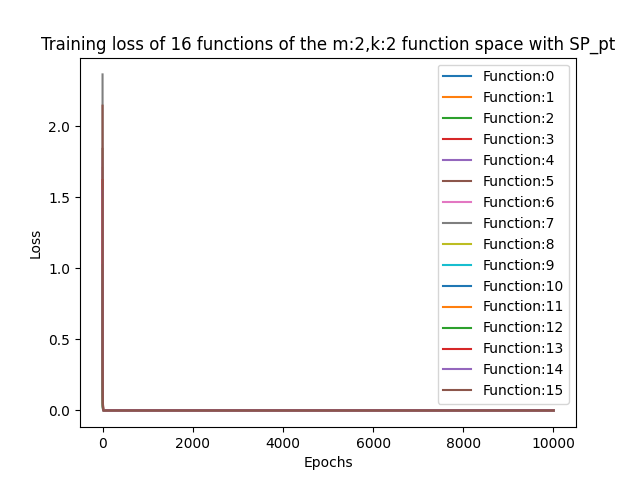 Training loss of 16 functions of the m:2,k:2 function space with SP_pt
Function:0
Function:1
Function:2
Function:3
Function:4
Function:5
Function:6
Function:7
Function:8
Function:9
Function:10
Function:11
Function:12
Function:13
Function:14
Function:15
Loss
2.0
1.5
1.0
0.5
0.0
0
2000
4000
6000
8000
10000
Epochs